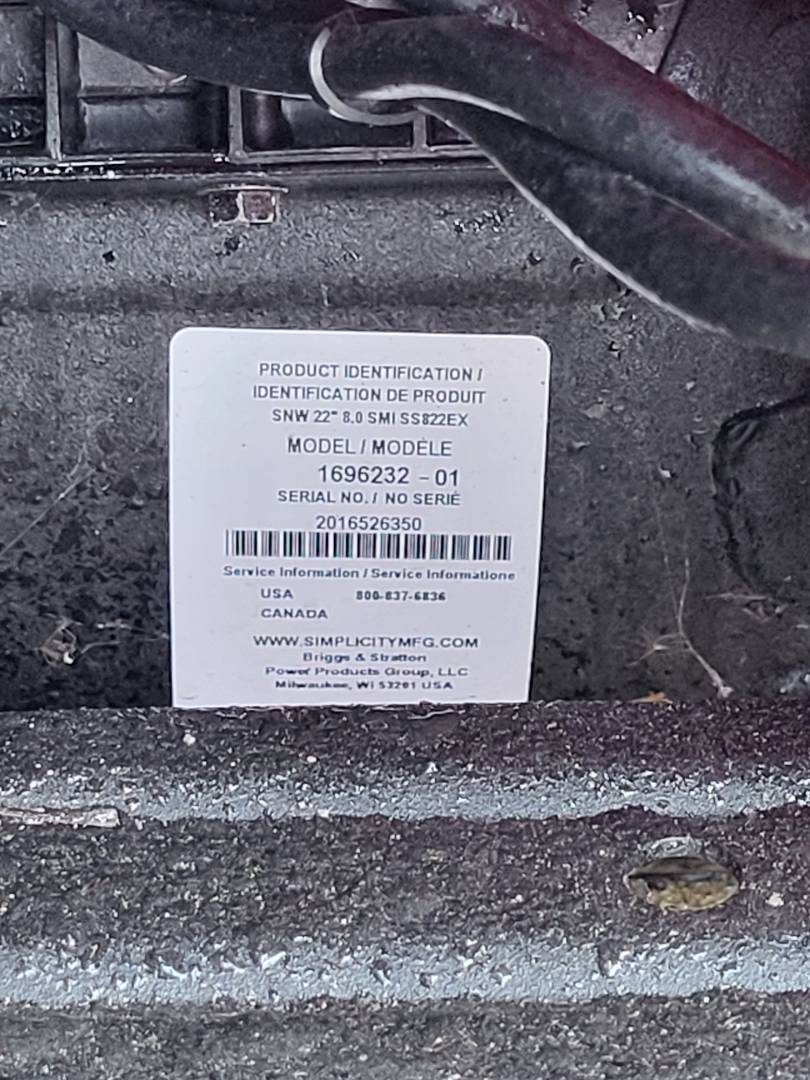 PRODUCT IDENTIFICATION /
IDENTIFICATION DE PRODUIT
SNW 22" 8.0 SMI SS822EX
MODEL / MODÈLE
1696232 - 01
SERIAL NO. / NO SERIÉ
2016526350
Service Information / Service Informatione
USA 800-837-6836
CANADA
WWW.SIMPLICITYMFG.COM
Briggs & Stratton
Power Products Group, LLC
Milwaukee, WI 53201 USA